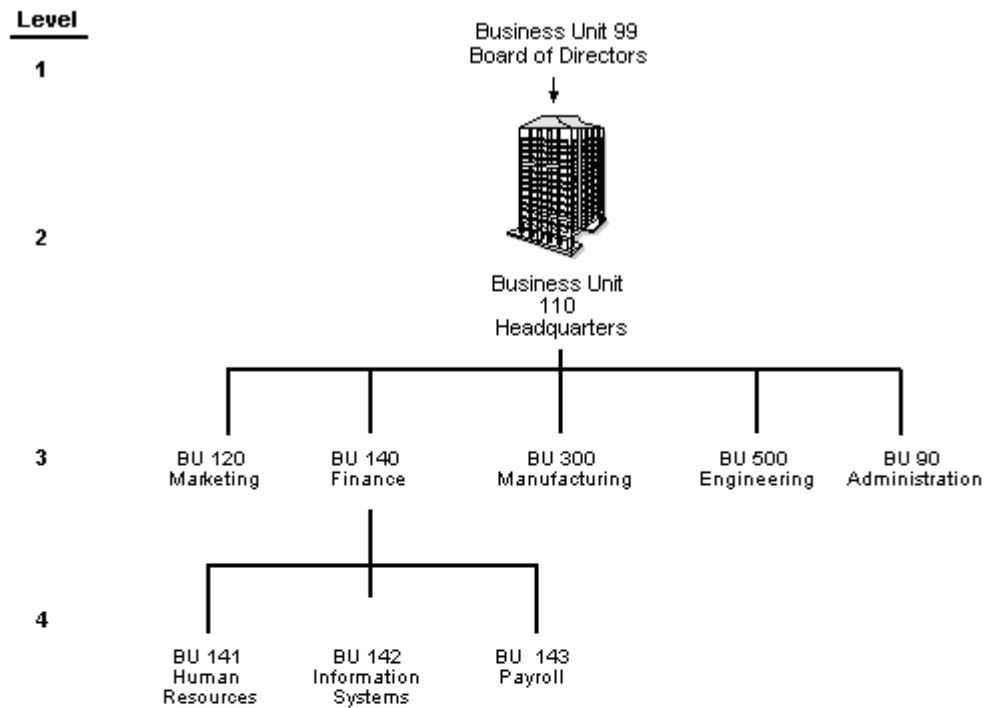 Level
Business Unit 99
Board of Directors
1
2
Business Unit
110
Headquarters
3
BU 120
Marketing
BU 140
Finance
BU 300
Manufacturing
BU 500
Engineering
BU 90
Administration
4
BU 141
Human
Resources
BU 142
Information
Systems
BU 143
Payroll